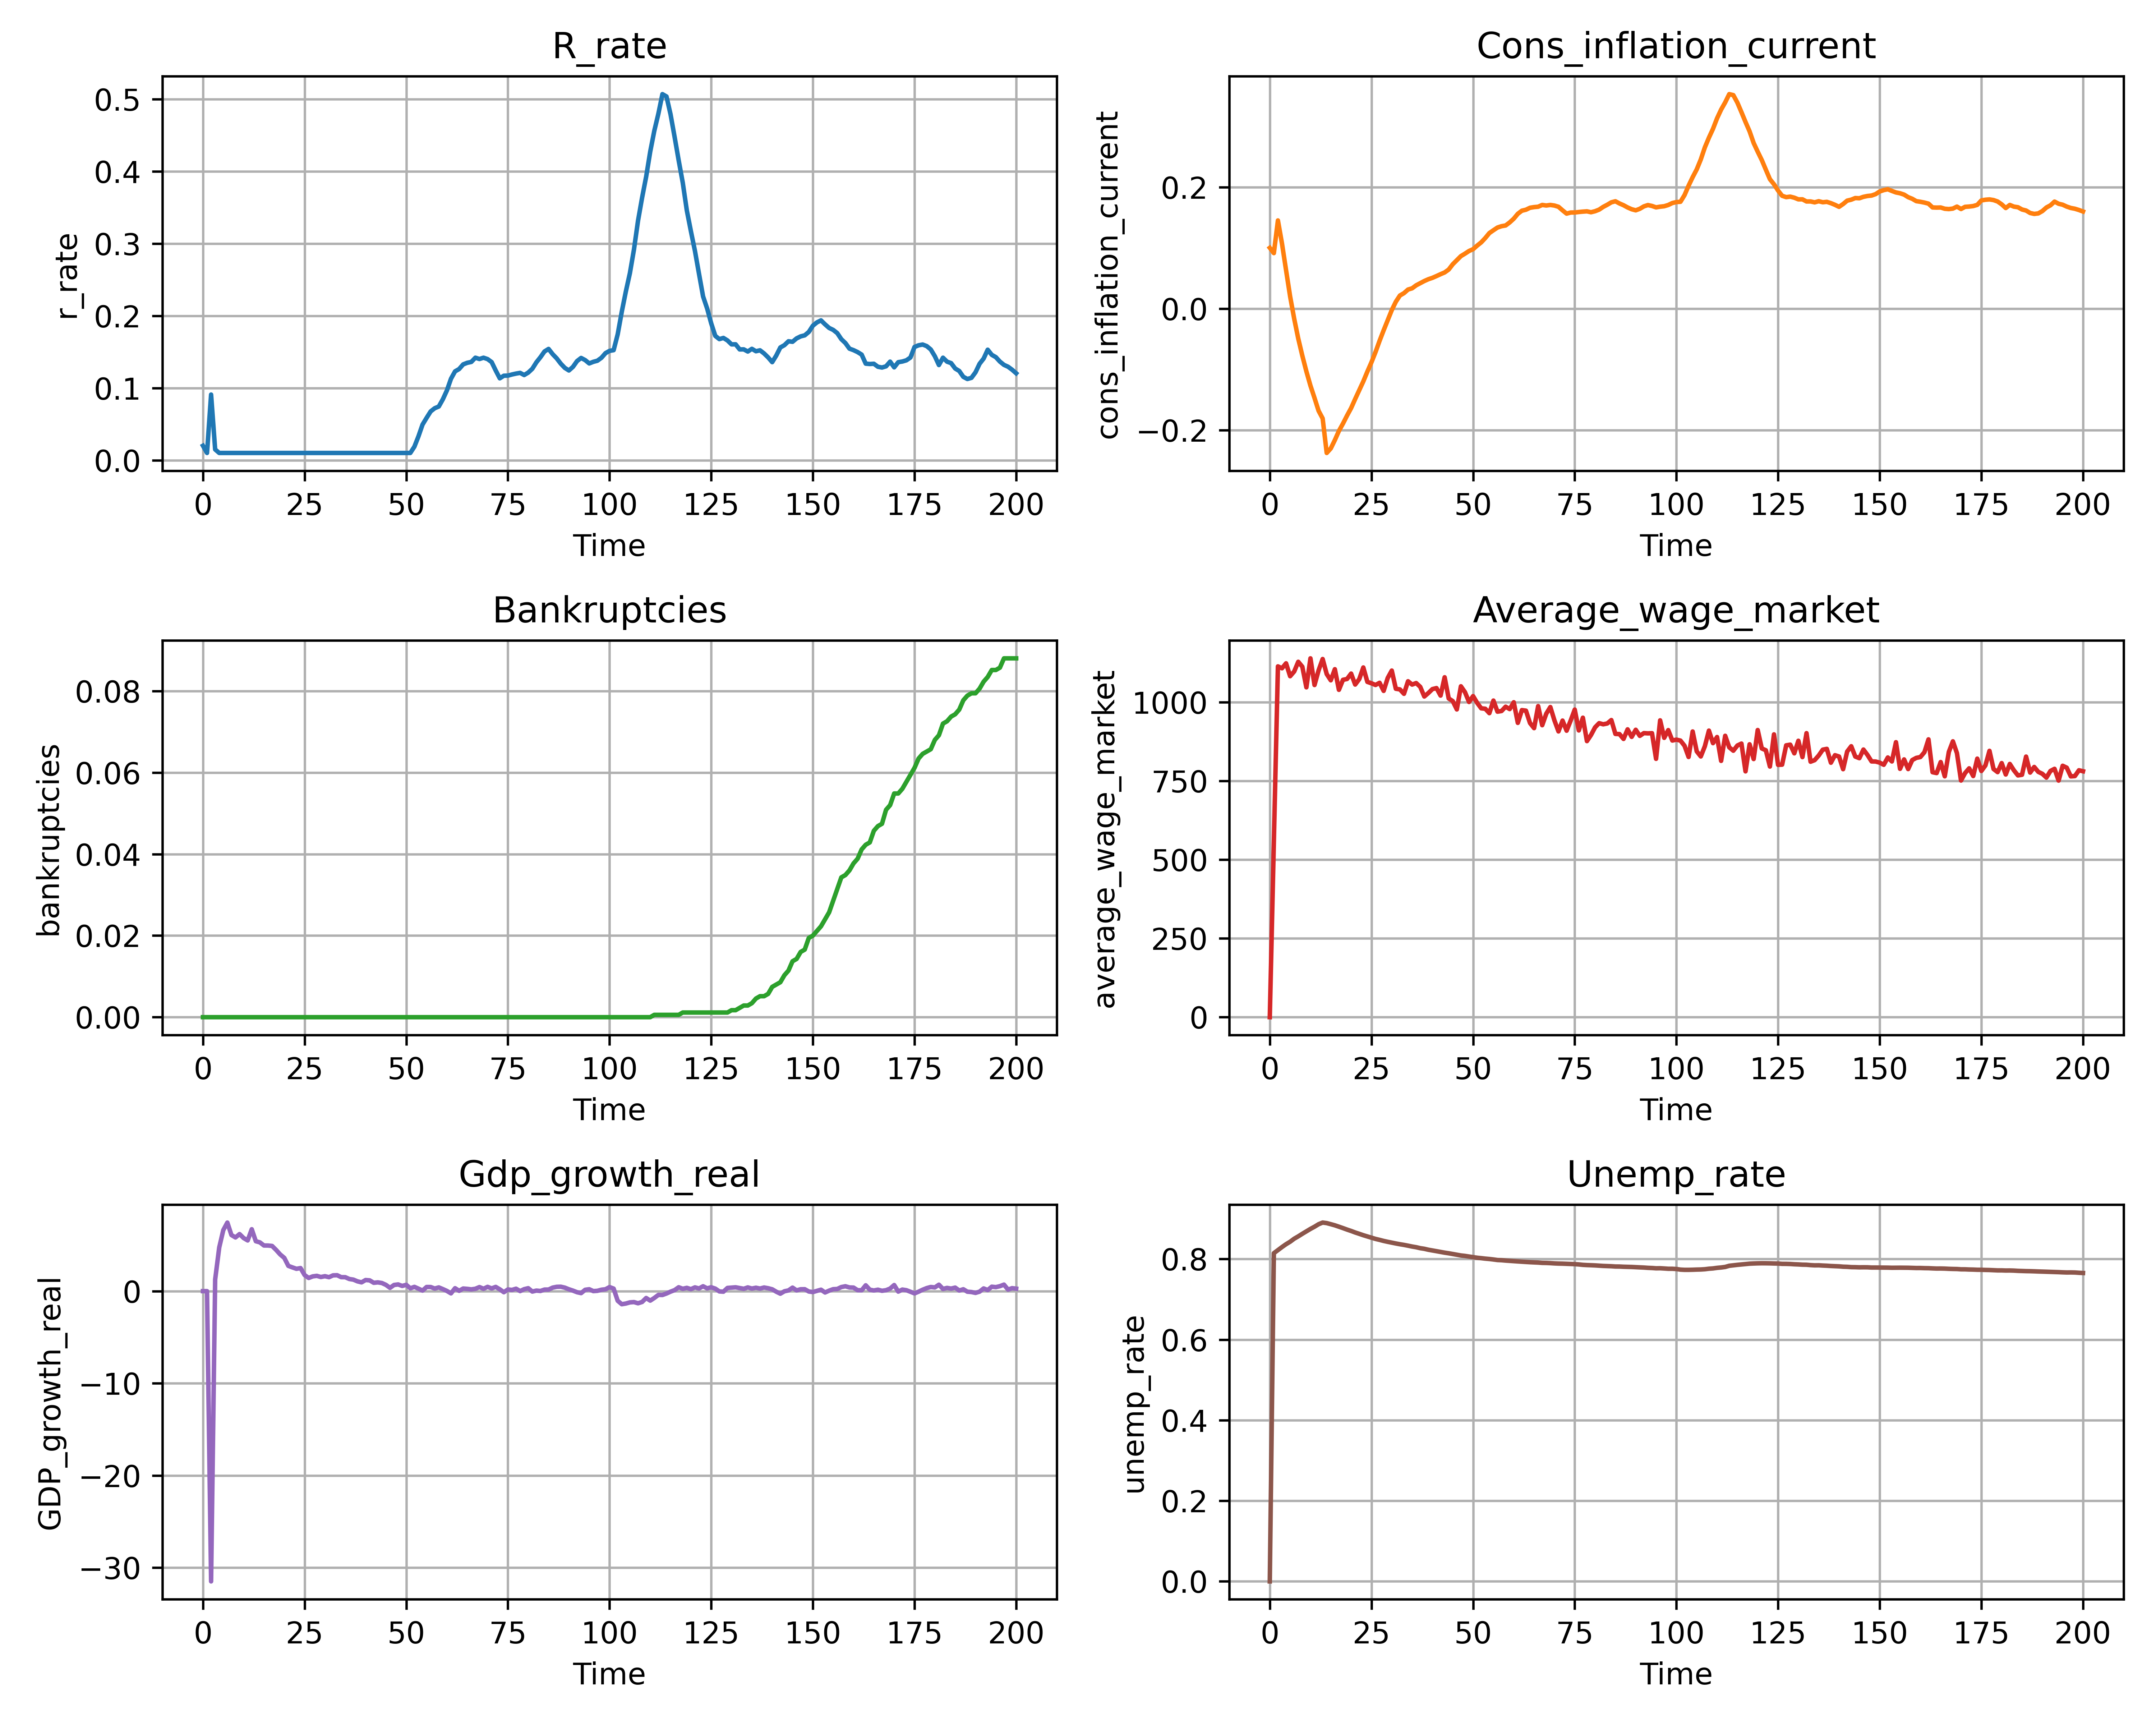 R_rate
r_rate
0.5
0.4
0.3
0.2
0.1
0.0
0 25 50 75 100 125 150 175 200
Time
Cons_inflation_current
cons_inflation_current
0.2
0.0
−0.2
0 25 50 75 100 125 150 175 200
Time
Bankruptcies
bankruptcies
0.08
0.06
0.04
0.02
0.00
0 25 50 75 100 125 150 175 200
Time
Average_wage_market
average_wage_market
1000
750
500
250
0
0 25 50 75 100 125 150 175 200
Time
Gdp_growth_real
GDP_growth_real
0
−10
−20
−30
0 25 50 75 100 125 150 175 200
Time
Unemp_rate
unemp_rate
0.8
0.6
0.4
0.2
0.0
0 25 50 75 100 125 150 175 200
Time